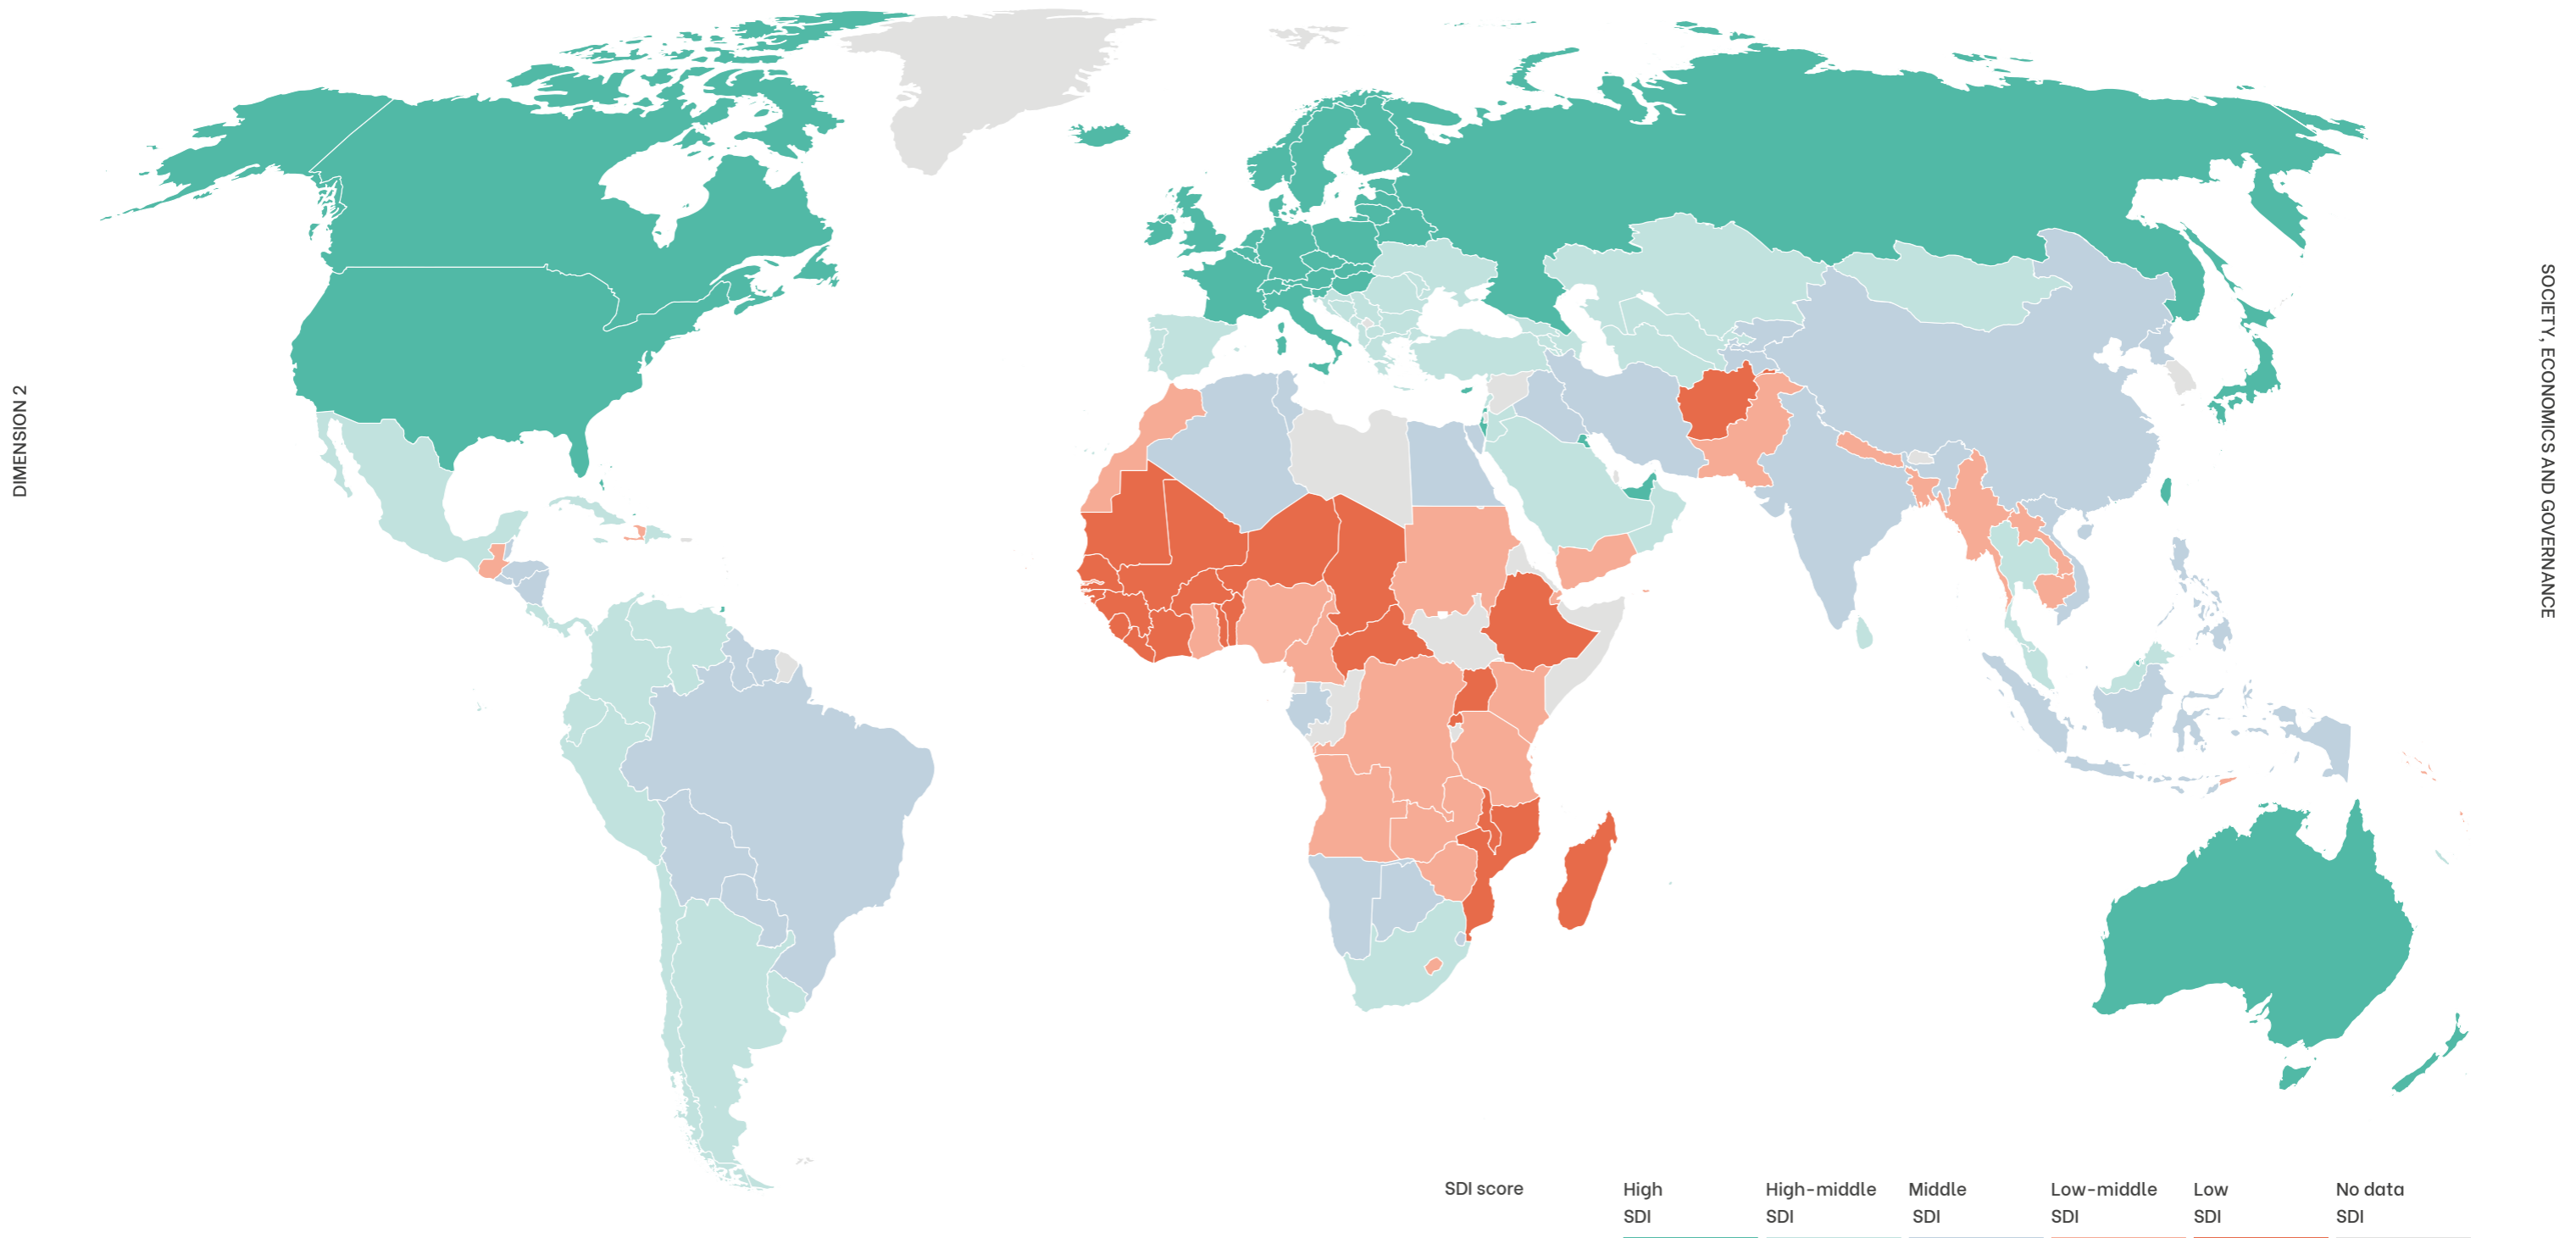 DIMENSION 2
SOCIETY, ECONOMICS AND GOVERNANCE
SDI score
High SDI
High-middle SDI
Middle SDI
Low-middle SDI
Low SDI
No data SDI